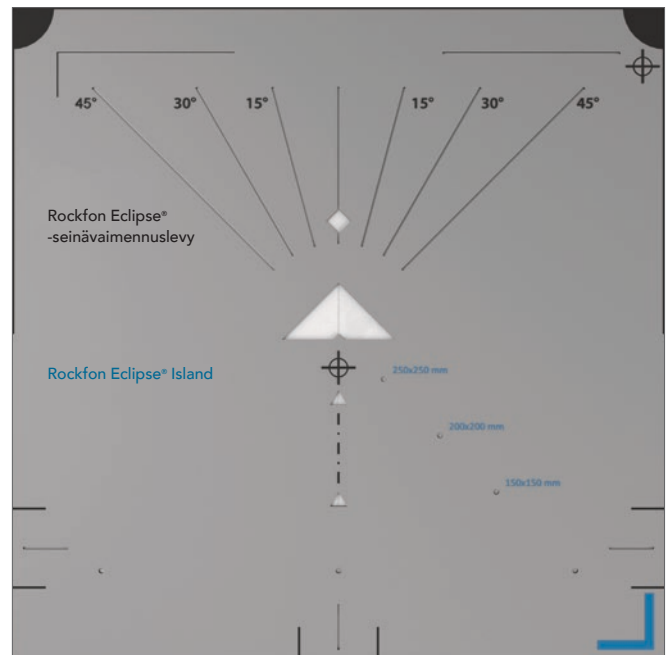 45° 30° 15° 15° 30° 45°
Rockfon Eclipse®
-seinävaimennuslevy
Rockfon Eclipse® Island
250x250 mm
200x200 mm
150x150 mm